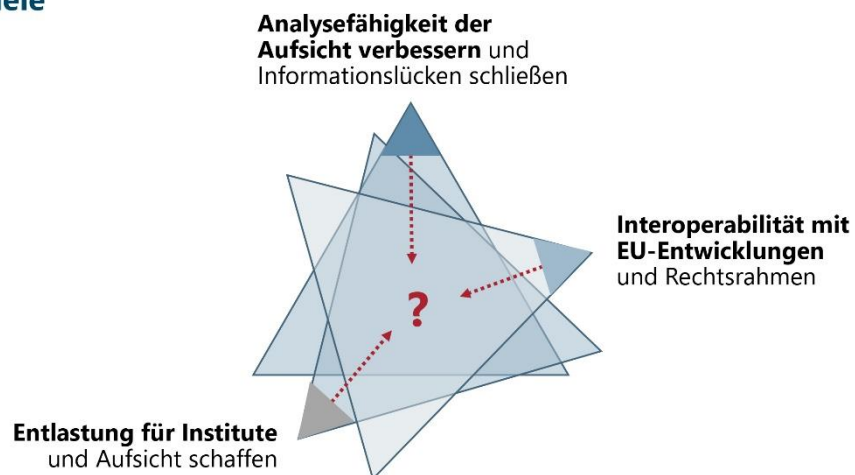 Analysefähigkeit der
Aufsicht verbessern und
Informationslücken schließen
Interoperabilität mit
EU-Entwicklungen
und Rechtsrahmen
?
Entlastung für Institute
und Aufsicht schaffen